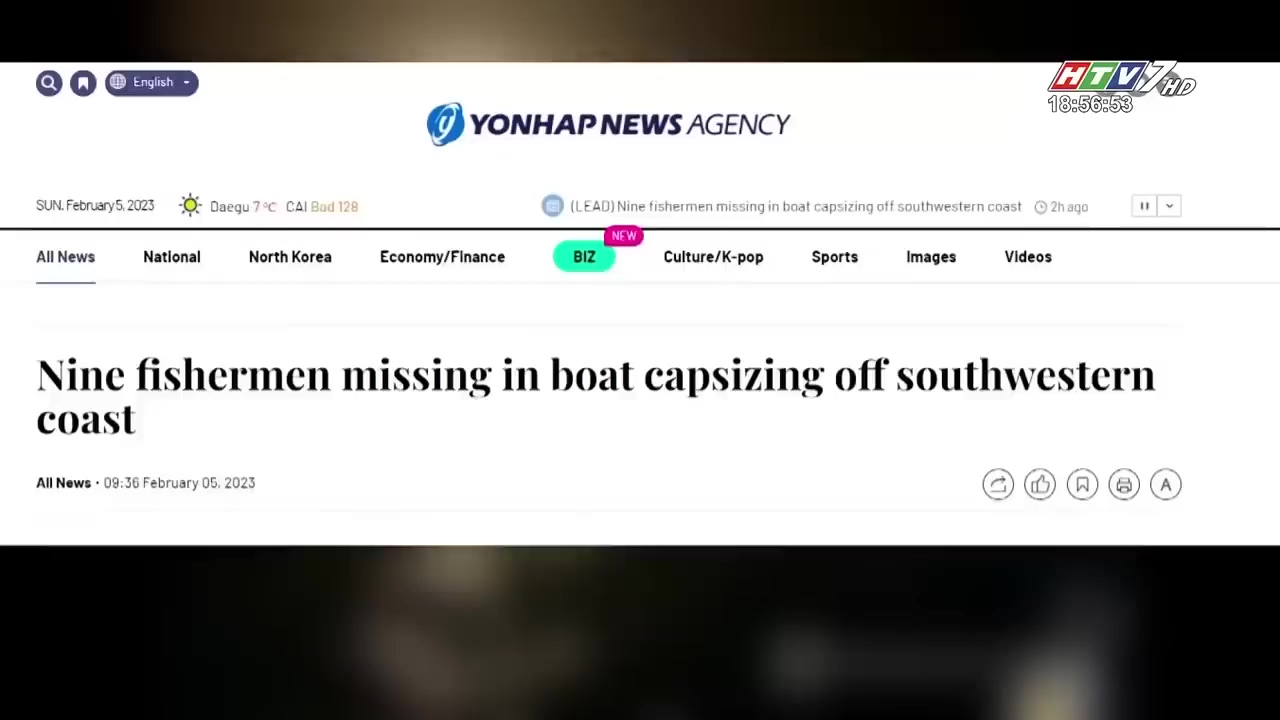 English
HTV7 HD
18:56:53
y YONHAP NEWS AGENCY
SUN. February 5, 2023 Daegu 7 °C CAI Bad 128 (LEAD) Nine fishermen missing in boat capsizing off southwestern coast 2h ago
NEW
All News National North Korea Economy/Finance BIZ Culture/K-pop Sports Images Videos
Nine fishermen missing in boat capsizing off southwestern
coast
All News · 09:36 February 05, 2023 A